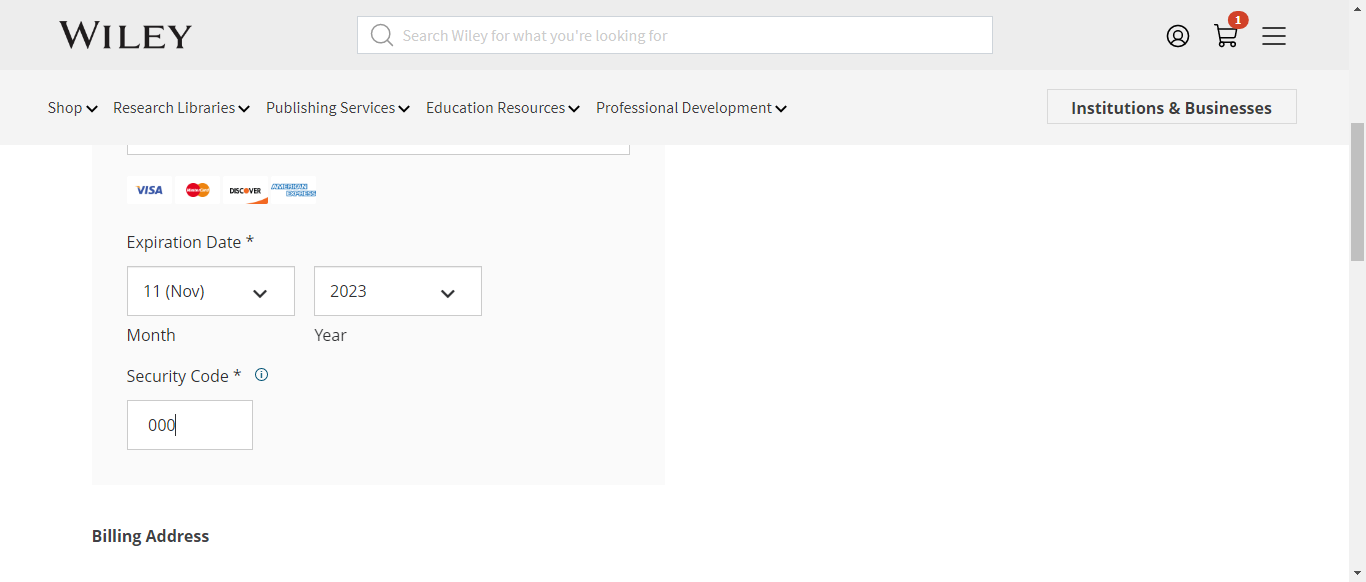 WILEY
Search Wiley for what you're looking for
1
Shop
Research Libraries
Publishing Services
Education Resources
Professional Development
Institutions & Businesses
VISA
MasterCard
DISCOVER
AMERICAN EXPRESS
Expiration Date *
11 (Nov)
2023
Month
Year
Security Code *
000
Billing Address